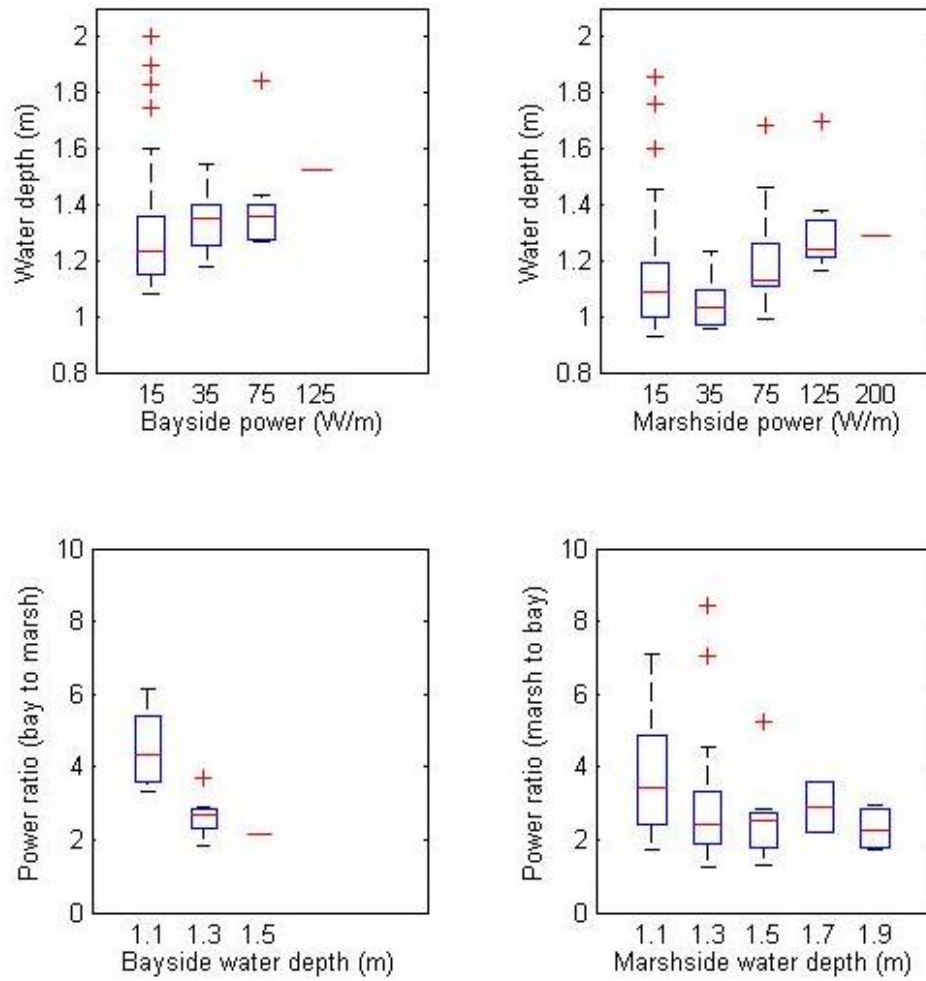 Water depth (m)
2
1.8
1.6
1.4
1.2
1
0.8
15 35 75 125
Bayside power (W/m)
Water depth (m)
2
1.8
1.6
1.4
1.2
1
0.8
15 35 75 125 200
Marshside power (W/m)
Power ratio (bay to marsh)
10
8
6
4
2
0
1.1 1.3 1.5
Bayside water depth (m)
Power ratio (marsh to bay)
10
8
6
4
2
0
1.1 1.3 1.5 1.7 1.9
Marshside water depth (m)